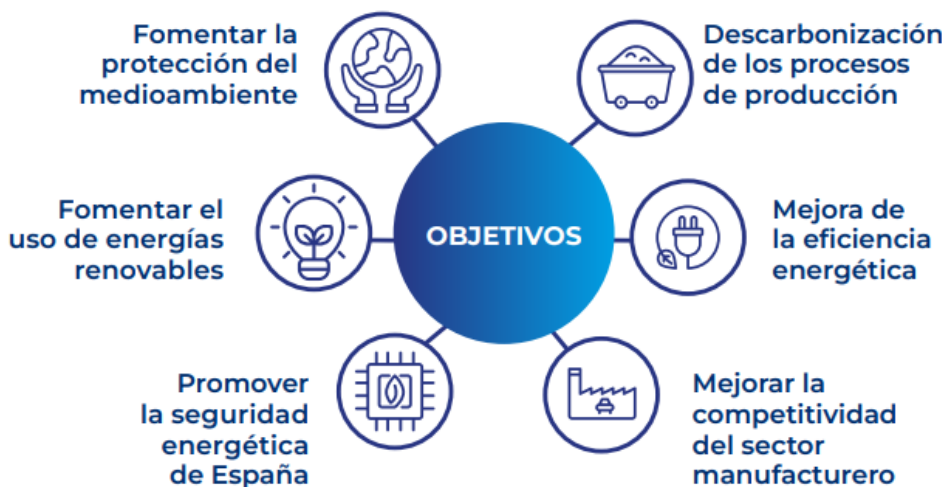 Fomentar la
protección del
medioambiente
Descarbonización
de los procesos
de producción
Fomentar el
uso de energías
renovables
OBJETIVOS
Mejora de
la eficiencia
energética
Promover
la seguridad
energética
de España
Mejorar la
competitividad
del sector
manufacturero